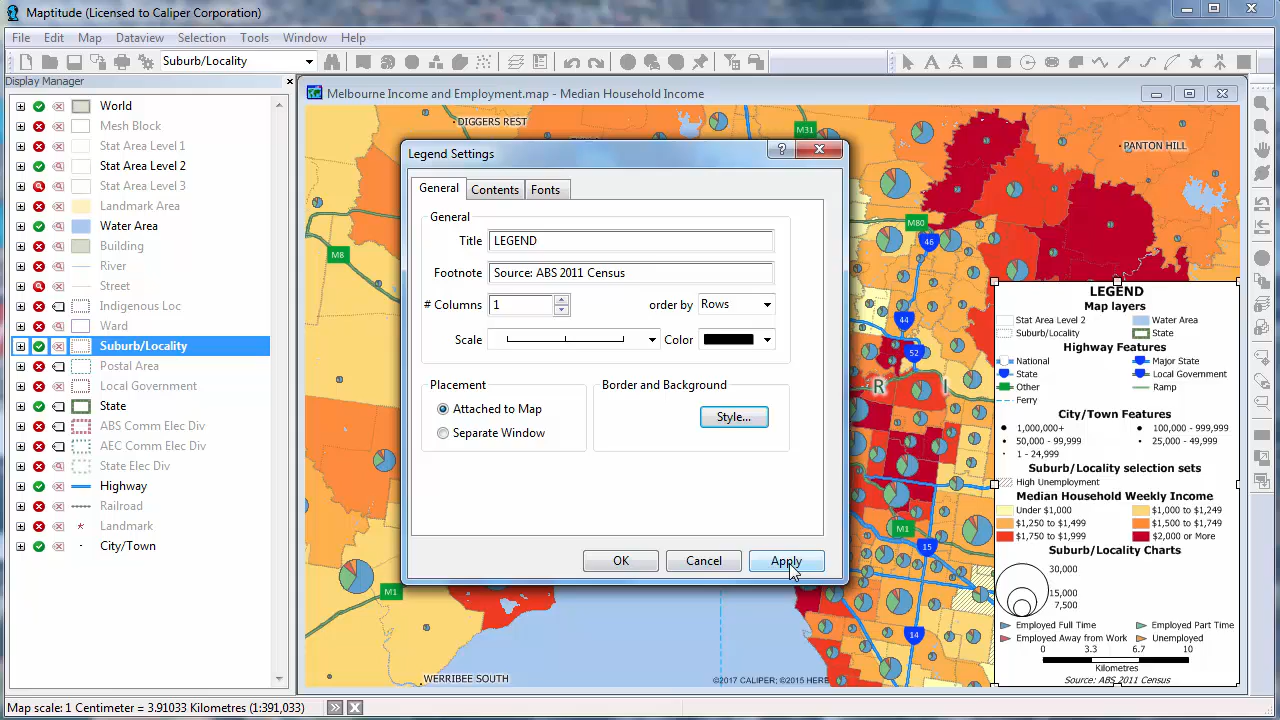 Maptitude (Licensed to Caliper Corporation)
File Edit Map Dataview Selection Tools Window Help
Suburb/Locality
Display Manager
World
Mesh Block
Stat Area Level 1
Stat Area Level 2
Stat Area Level 3
Landmark Area
Water Area
Building
River
Street
Indigenous Loc
Ward
Suburb/Locality
Postal Area
Local Government
State
ABS Comm Elec Div
AEC Comm Elec Div
State Elec Div
Highway
Railroad
Landmark
City/Town
Melbourne Income and Employment.map - Median Household Income
DIGGERS REST
M31
PANTON HILL
M8
M80
46
44
52
R I
M1
15
M1
14
WERRIBEE SOUTH
©2017 CALIPER; ©2015 HERE
Legend Settings
?
General Contents Fonts
General
Title LEGEND
Footnote Source: ABS 2011 Census
# Columns 1 order by Rows
Scale Color
Placement
Attached to Map
Separate Window
Border and Background
Style...
OK Cancel Apply
LEGEND
Map layers
Stat Area Level 2 Water Area
Suburb/Locality State
Highway Features
National Major State
State Local Government
Other Ramp
Ferry
City/Town Features
1,000,000+ 100,000 - 999,999
50,000 - 99,999 25,000 - 49,999
1 - 24,999
Suburb/Locality selection sets
High Unemployment
Median Household Weekly Income
Under $1,000 $1,000 to $1,249
$1,250 to $1,499 $1,500 to $1,749
$1,750 to $1,999 $2,000 or More
Suburb/Locality Charts
30,000
15,000
7,500
Employed Full Time Employed Part Time
Employed Away from Work Unemployed
0 3.3 6.7 10
Kilometres
Source: ABS 2011 Census
Map scale: 1 Centimeter = 3.91033 Kilometres (1:391,033)